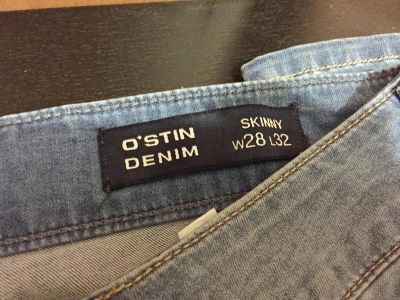 O'STIN
DENIM
SKINNY
W28 L32